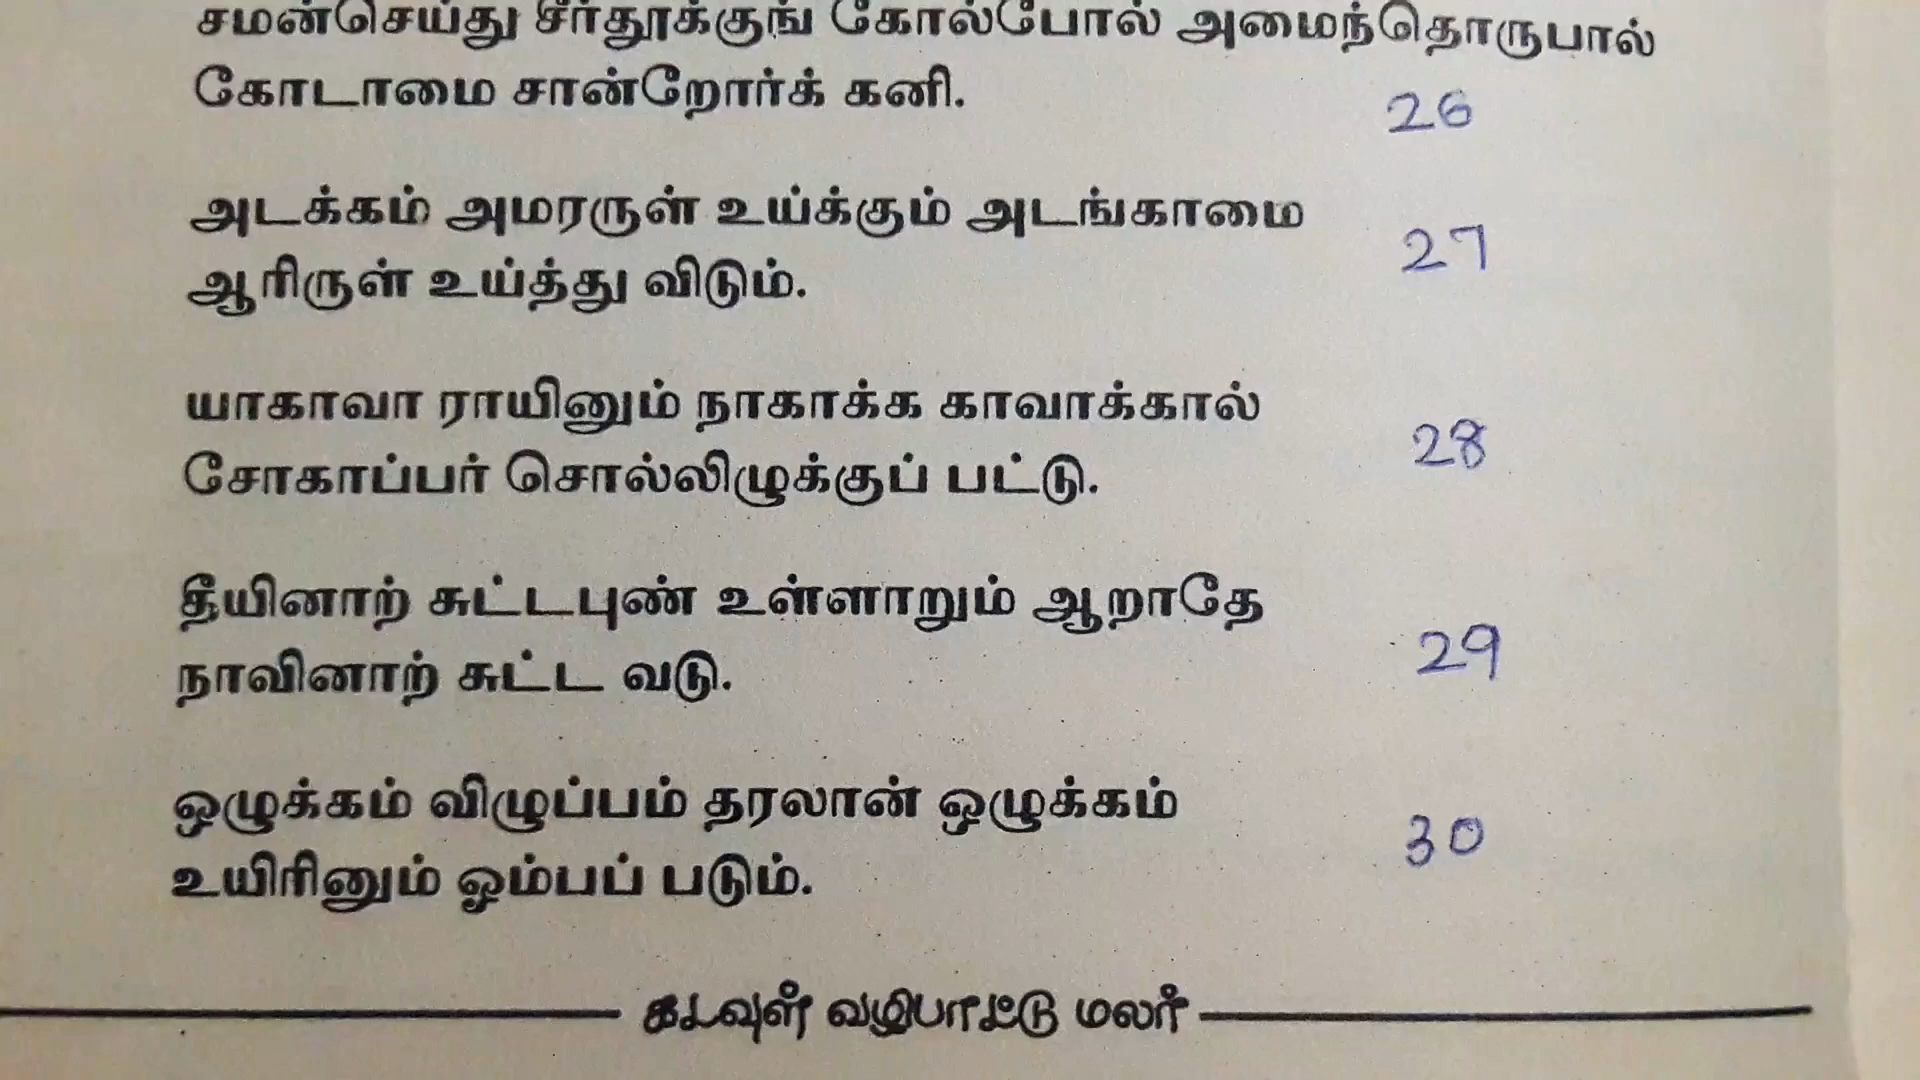 சமன்செய்து சீர்தூக்குங் கோல்போல் அமைந்தொருபால்
கோடாமை சான்றோர்க் கணி.
26
அடக்கம் அமரருள் உய்க்கும் அடங்காமை
27
ஆரிருள் உய்த்து விடும்.
யாகாவா ராயினும் நாகாக்க காவாக்கால்
28
சோகாப்பர் சொல்லிழுக்குப் பட்டு.
தீயினாற் சுட்டபுண் உள்ளாறும் ஆறாதே
29
நாவினாற் சுட்ட வடு.
ஒழுக்கம் விழுப்பம் தரலான் ஒழுக்கம்
30
உயிரினும் ஓம்பப் படும்.
கடவுள் வழிபாட்டு மலர்